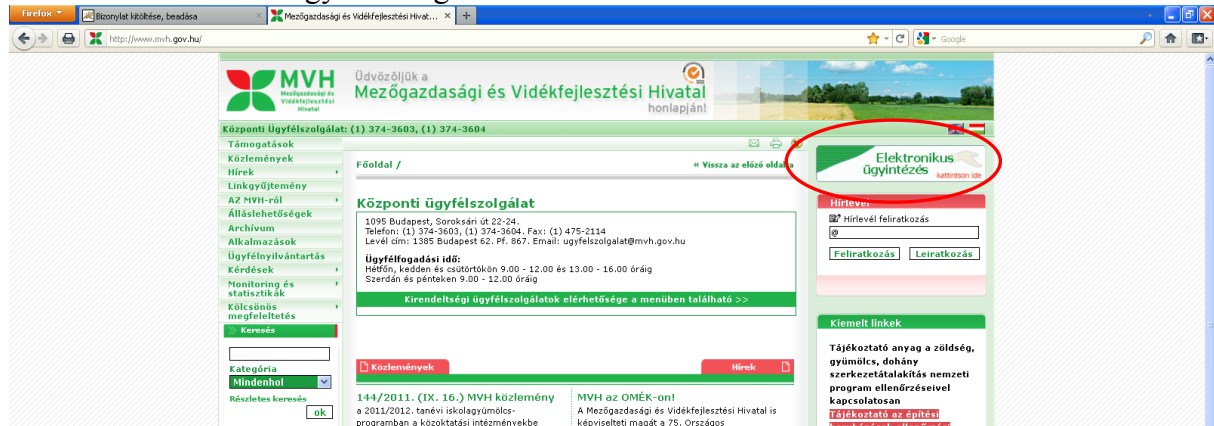 Firefox
Bizonylat kitöltése, beadása
Mezőgazdasági és Vidékfejlesztési Hivat...
http://www.mvh.gov.hu/
Google
MVH
Mezőgazdasági és
Vidékfejlesztési
Hivatal
Üdvözöljük a
Mezőgazdasági és Vidékfejlesztési Hivatal
honlapján!
Központi Ügyfélszolgálat: (1) 374-3603, (1) 374-3604
Támogatások
Közlemények
Hírek
Linkgyűjtemény
AZ MVH-ról
Álláslehetőségek
Archívum
Alkalmazások
Ügyfélnyilvántartás
Kérdések
Monitoring és
statisztikák
Kölcsönös
megfeleltetés
Keresés
Kategória
Mindenhol
Részletes keresés
ok
Főoldal /
« Vissza az előző oldalra
Központi ügyfélszolgálat
1095 Budapest, Soroksári út 22-24.
Telefon: (1) 374-3603, (1) 374-3604. Fax: (1) 475-2114
Levél cím: 1385 Budapest 62. Pf. 867. Email: ugyfelszolgalat@mvh.gov.hu
Ügyfélfogadási idő:
Hétfőn, kedden és csütörtökön 9.00 - 12.00 és 13.00 - 16.00 óráig
Szerdán és pénteken 9.00 - 12.00 óráig
Kirendeltségi ügyfélszolgálatok elérhetősége a menüben található >>
Közlemények
Hírek
144/2011. (IX. 16.) MVH közlemény
a 2011/2012. tanévi iskolagyümölcs-
programban a közoktatási intézményekbe
MVH az OMÉK-on!
A Mezőgazdasági és Vidékfejlesztési Hivatal is
képviselteti magát a 75. Országos
Elektronikus
ügyintézés
kattintson ide
Hírlevél
Hírlevél feliratkozás
@
Feliratkozás
Leiratkozás
Kiemelt linkek
Tájékoztató anyag a zöldség,
gyümölcs, dohány
szerkezetátalakítás nemzeti
program ellenőrzéseivel
kapcsolatosan
Tájékoztató az építési